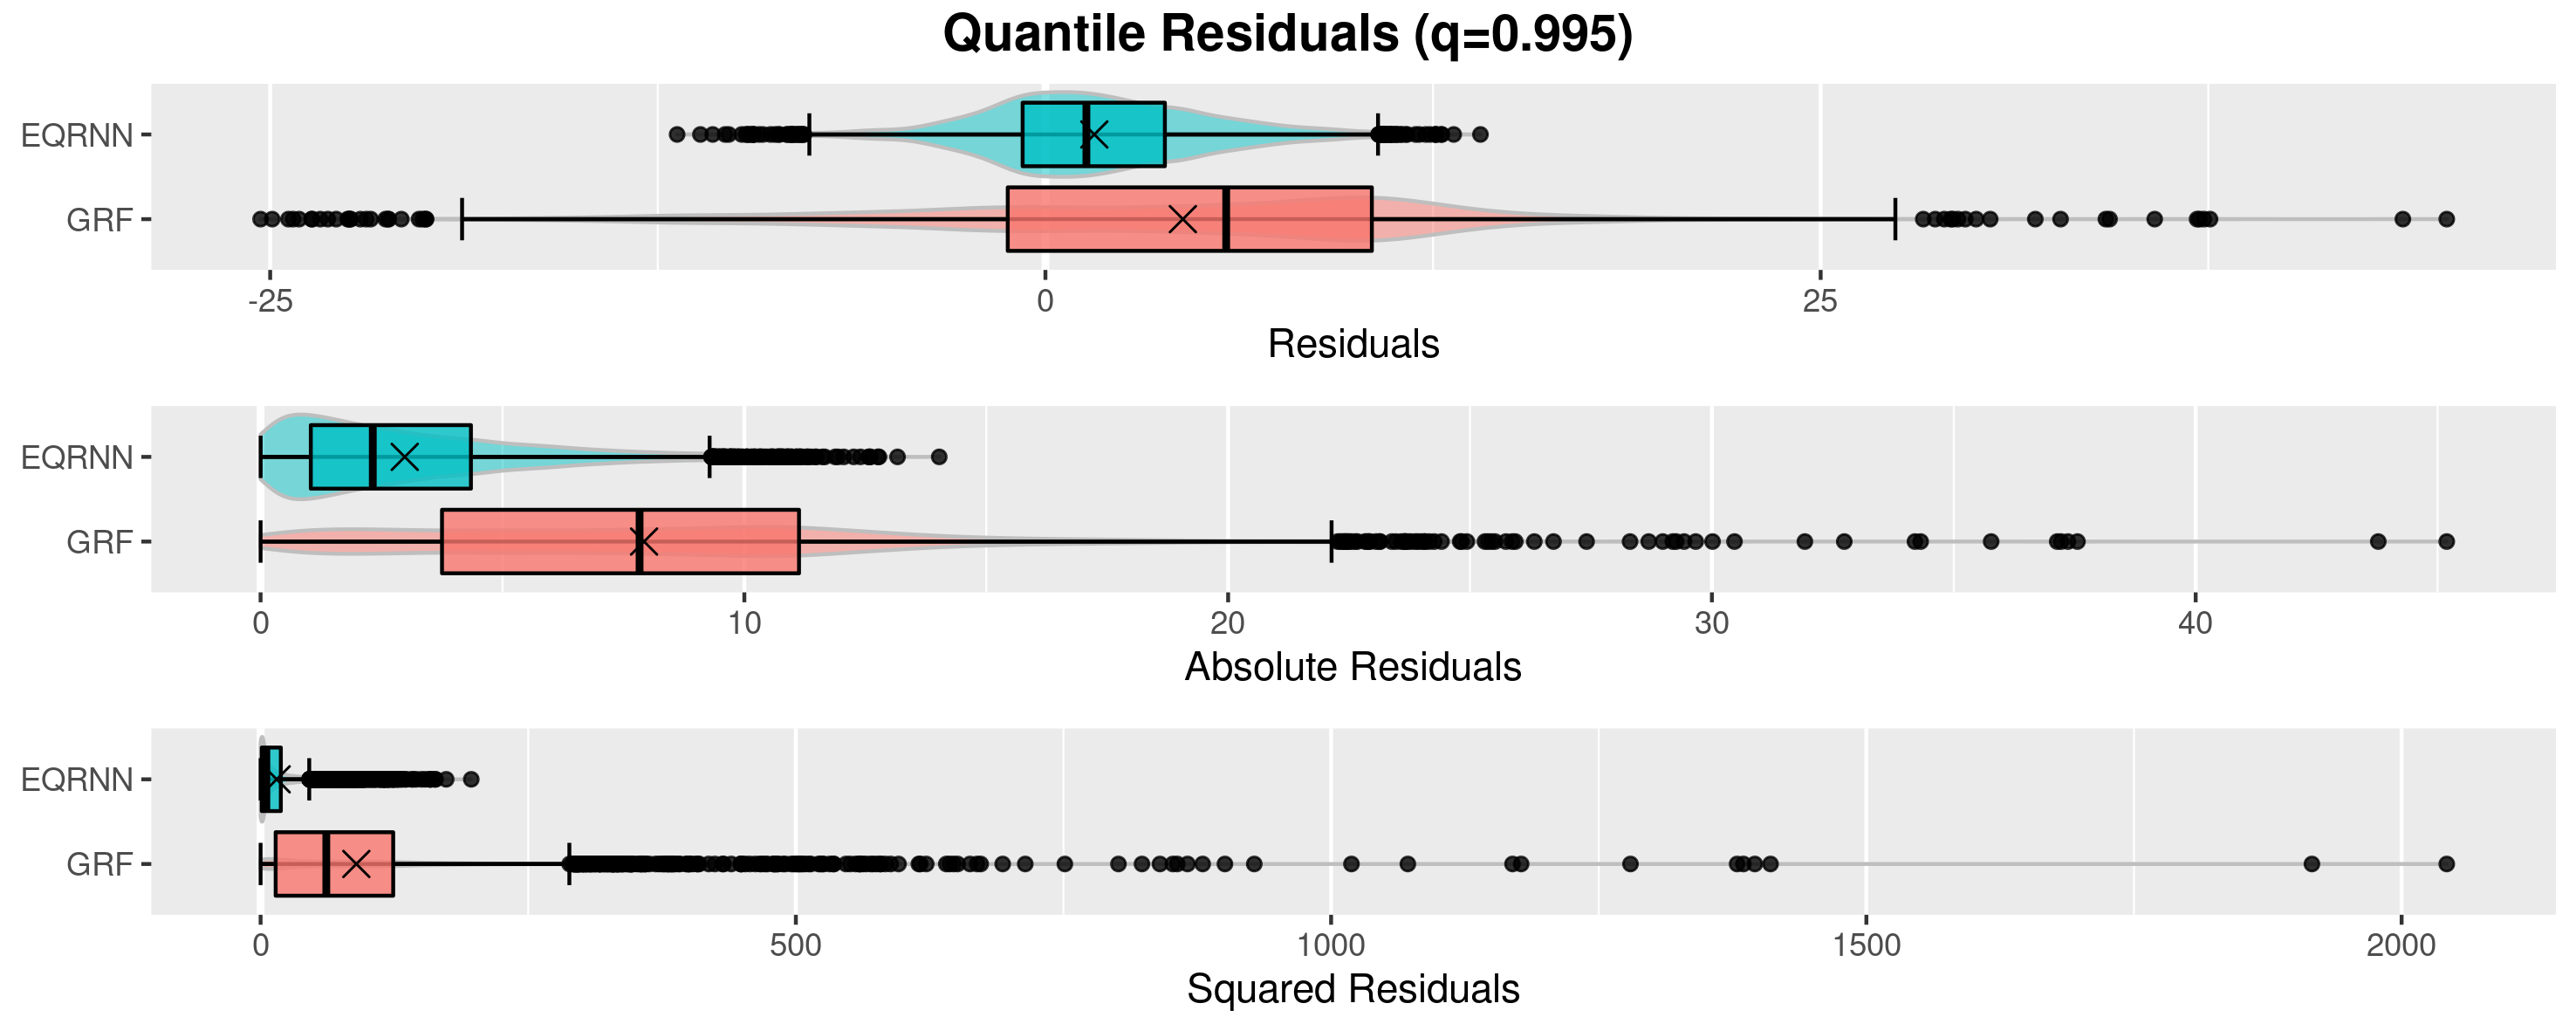 Quantile Residuals (q=0.995)
EQRNN
GRF
-25 0 25
Residuals
EQRNN
GRF
0 10 20 30 40
Absolute Residuals
EQRNN
GRF
0 500 1000 1500 2000
Squared Residuals